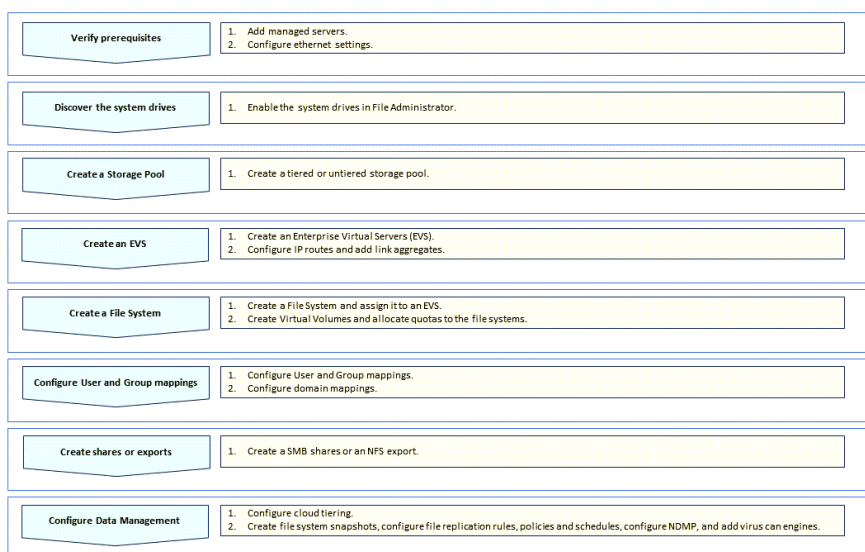 Verify prerequisites
1. Add managed servers.
2. Configure ethernet settings.
Discover the system drives
1. Enable the system drives in File Administrator.
Create a Storage Pool
1. Create a tiered or untiered storage pool.
Create an EVS
1. Create an Enterprise Virtual Servers (EVS).
2. Configure IP routes and add link aggregates.
Create a File System
1. Create a File System and assign it to an EVS.
2. Create Virtual Volumes and allocate quotas to the file systems.
Configure User and Group mappings
1. Configure User and Group mappings.
2. Configure domain mappings.
Create shares or exports
1. Create a SMB shares or an NFS export.
Configure Data Management
1. Configure cloud tiering.
2. Create file system snapshots, configure file replication rules, policies and schedules, configure NDMP, and add virus can engines.